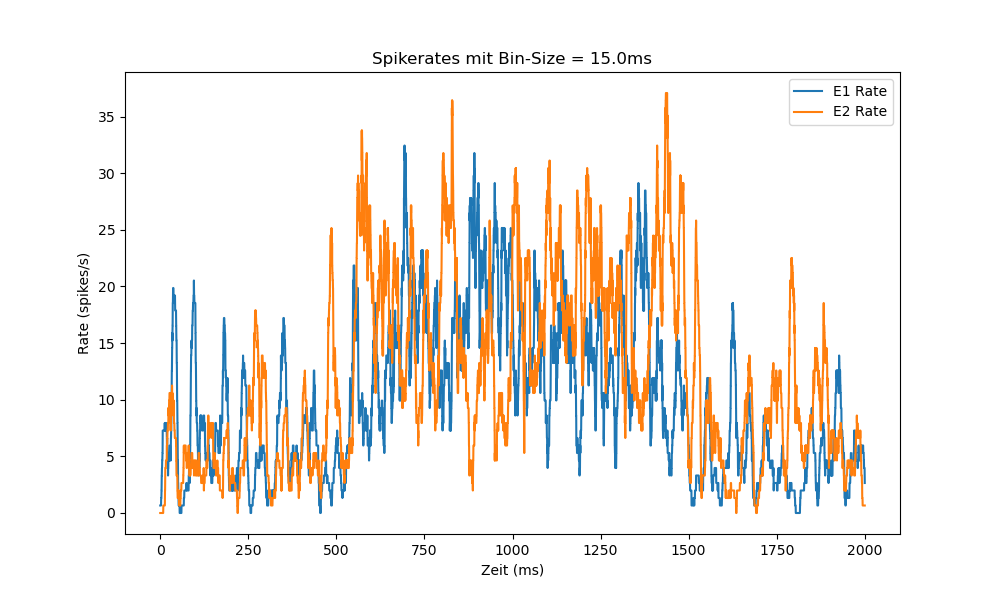 Spikerates mit Bin-Size = 15.0ms
E1 Rate
E2 Rate
Rate (spikes/s)
35
30
25
20
15
10
5
0
0 250 500 750 1000 1250 1500 1750 2000
Zeit (ms)